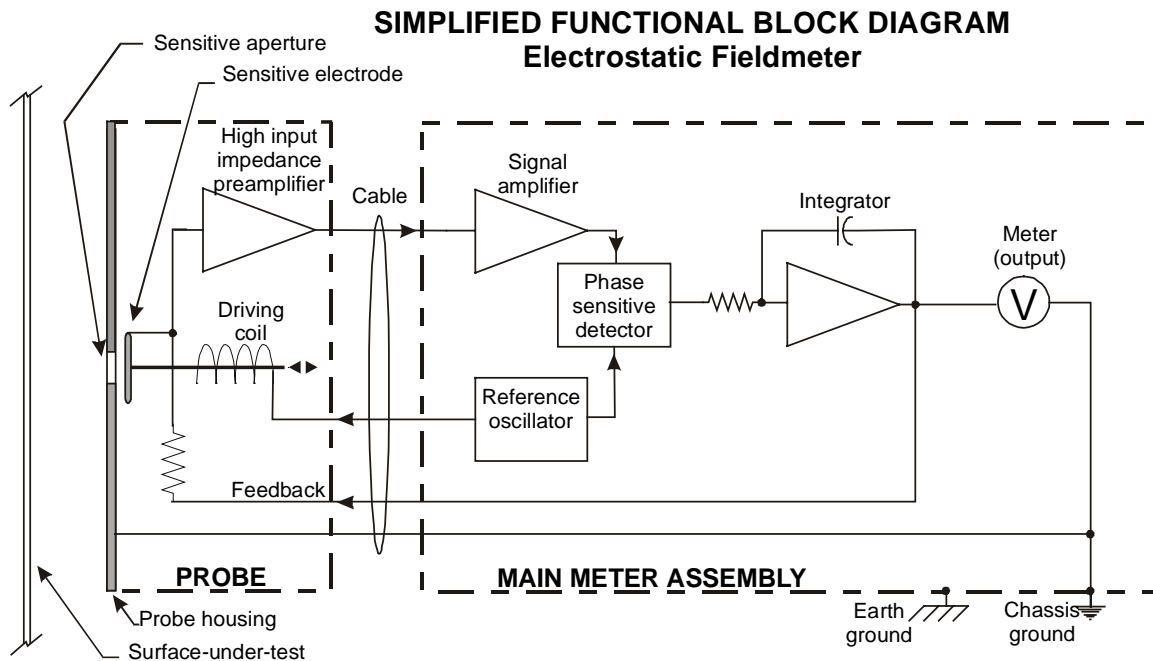 SIMPLIFIED FUNCTIONAL BLOCK DIAGRAM
Electrostatic Fieldmeter
Sensitive aperture
Sensitive electrode
High input
impedance
preamplifier
Cable
Signal
amplifier
Integrator
Meter
(output)
V
Phase
sensitive
detector
Driving
coil
Reference
oscillator
Feedback
PROBE
MAIN METER ASSEMBLY
Probe housing
Surface-under-test
Earth
ground
Chassis
ground